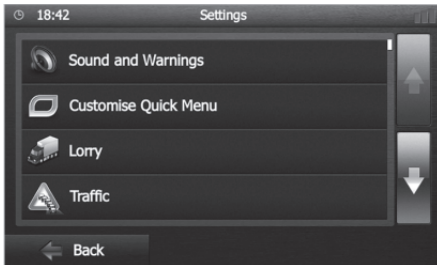 18:42 Settings
Sound and Warnings
Customise Quick Menu
Lorry
Traffic
Back